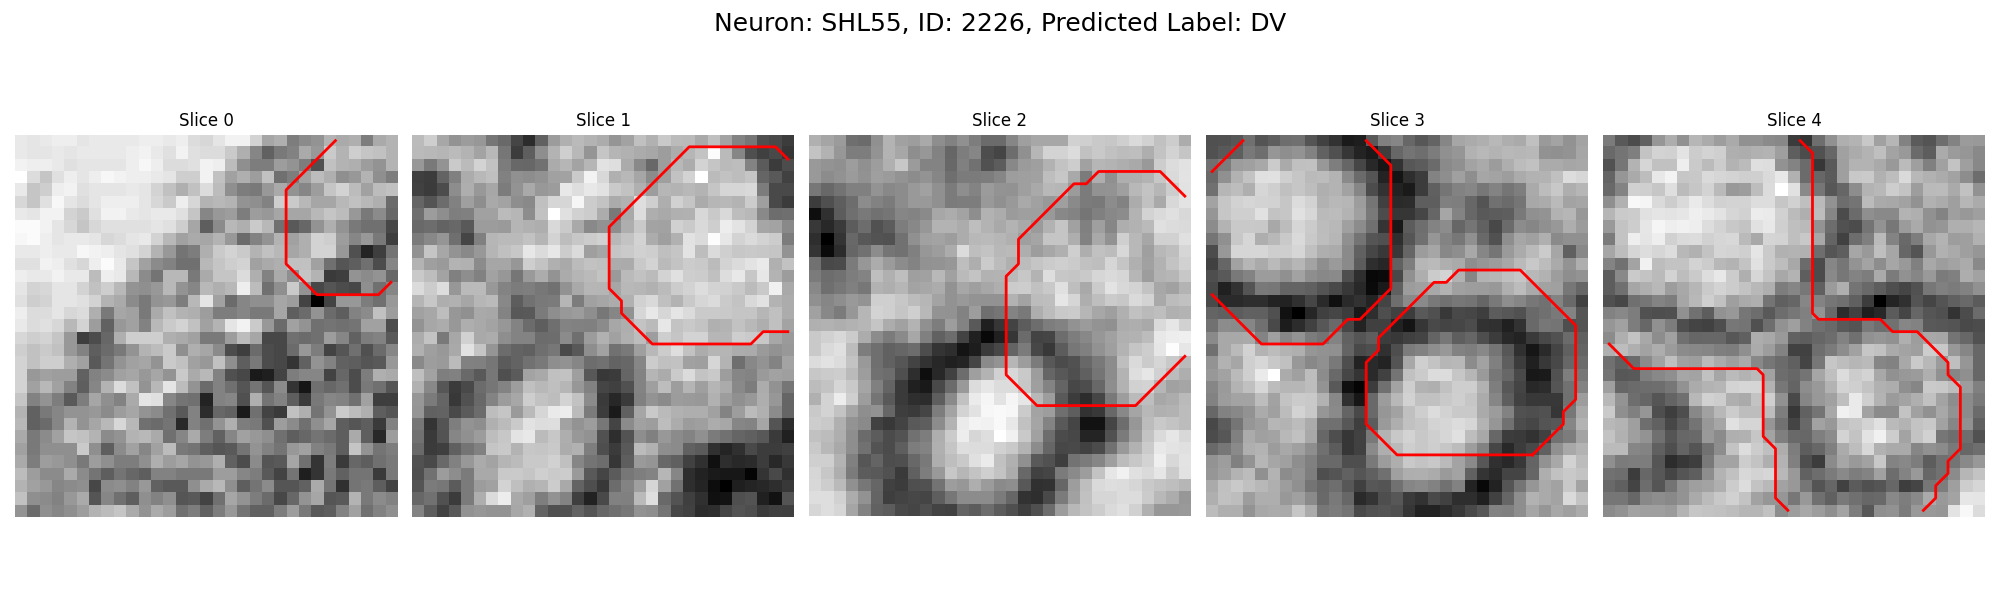 Neuron: SHL55, ID: 2226, Predicted Label: DV
Slice 0
Slice 1
Slice 2
Slice 3
Slice 4